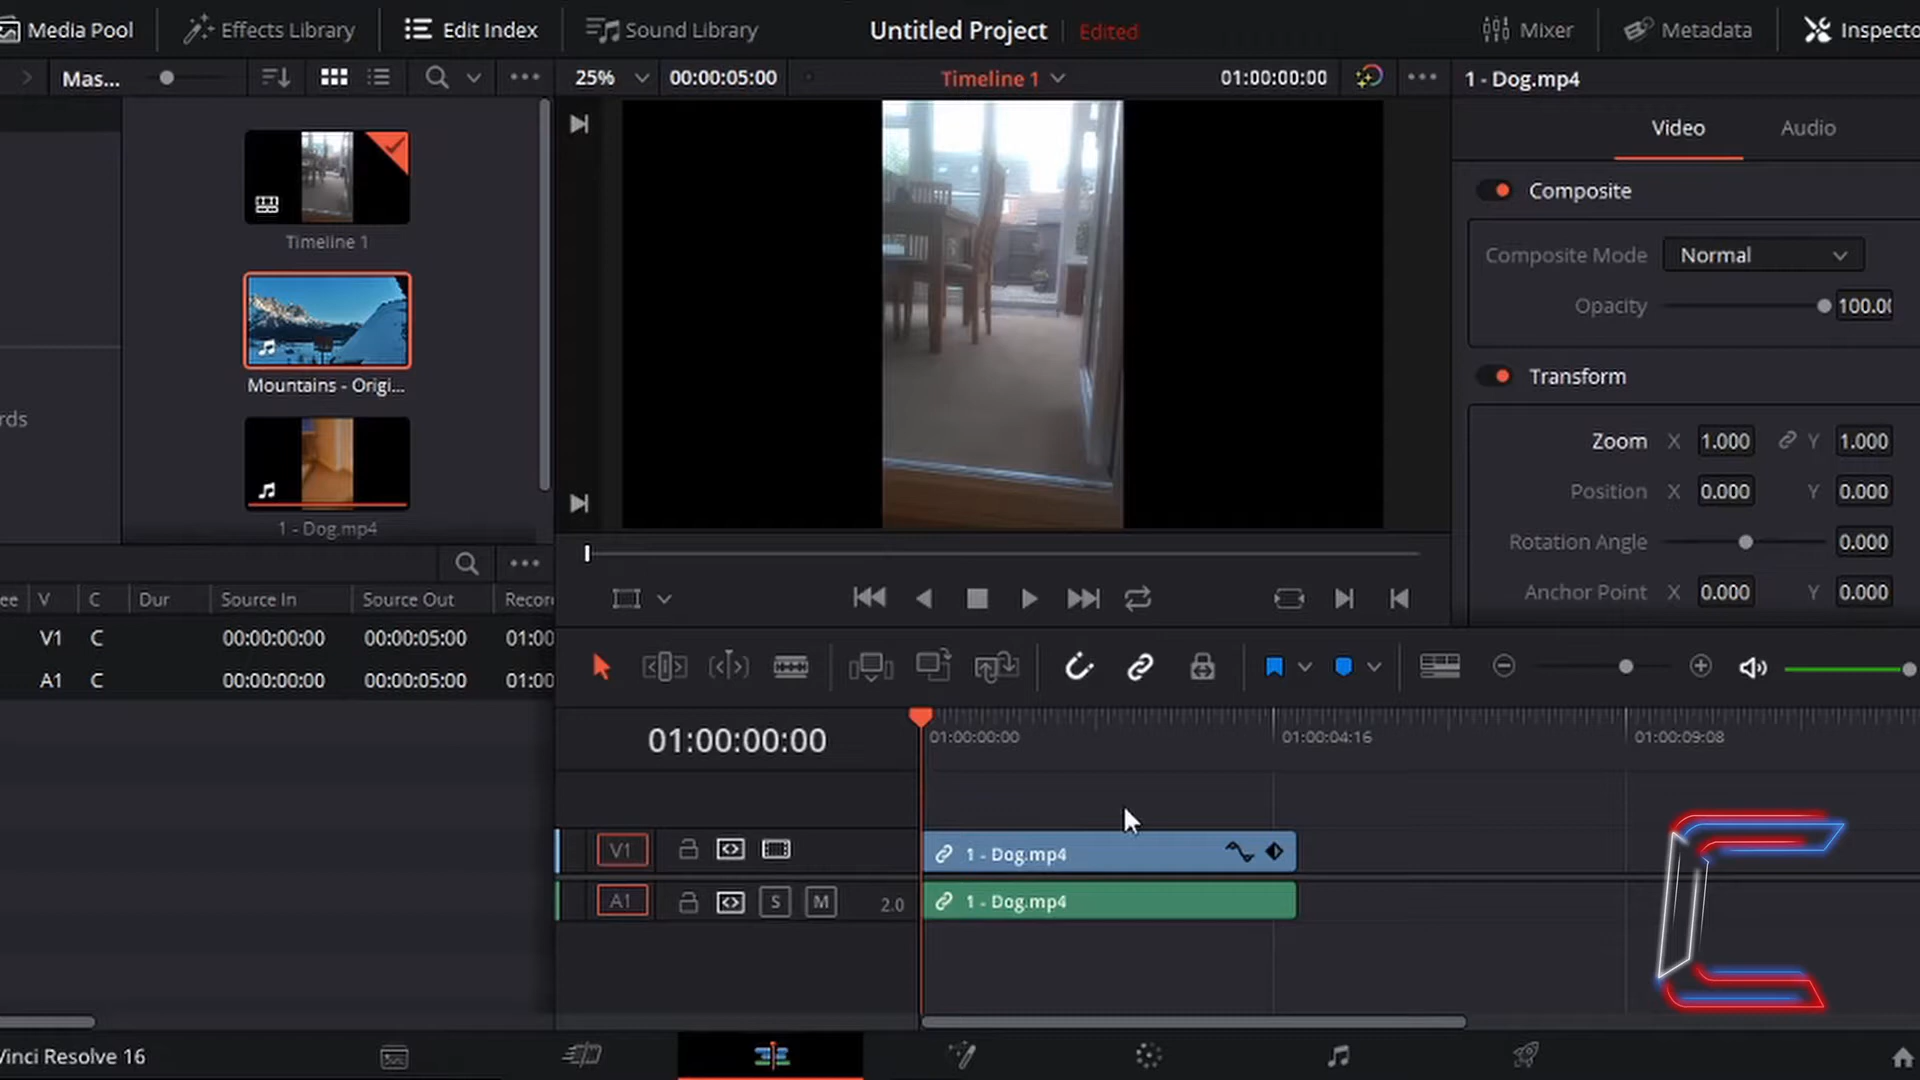 Media Pool
Effects Library
Edit Index
Sound Library
Untitled Project
Edited
Mixer
Metadata
Inspecto
Mas...
25%
00:00:05:00
Timeline 1
01:00:00:00
1 - Dog.mp4
Video
Audio
Timeline 1
Mountains - Origi...
1 - Dog.mp4
rds
Composite
Composite Mode
Normal
Opacity
100.00
Transform
Zoom X 1.000 Y 1.000
Position X 0.000 Y 0.000
Rotation Angle 0.000
Anchor Point X 0.000 Y 0.000
ee V C Dur Source In Source Out Recor
V1 C 00:00:00:00 00:00:05:00 01:00
A1 C 00:00:00:00 00:00:05:00 01:00
01:00:00:00
01:00:00:00
01:00:04:16
01:00:09:08
V1
1 - Dog.mp4
A1
S
M
2.0
1 - Dog.mp4
Vinci Resolve 16